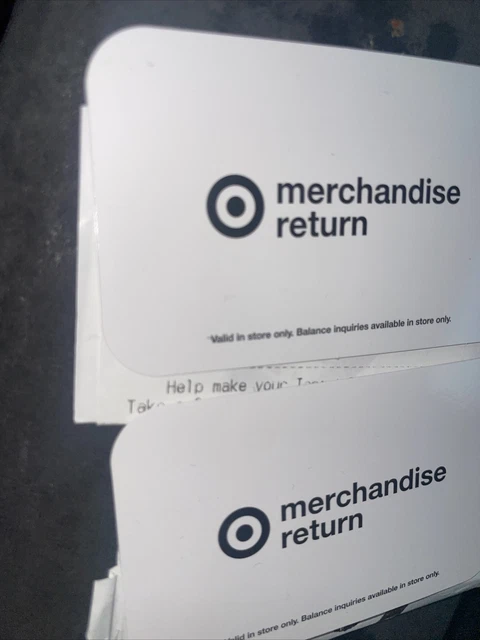 merchandise
return
Valid in store only. Balance inquiries available in store only.
Help make your
merchandise
return
in store only. Balance inquiries available in store only.